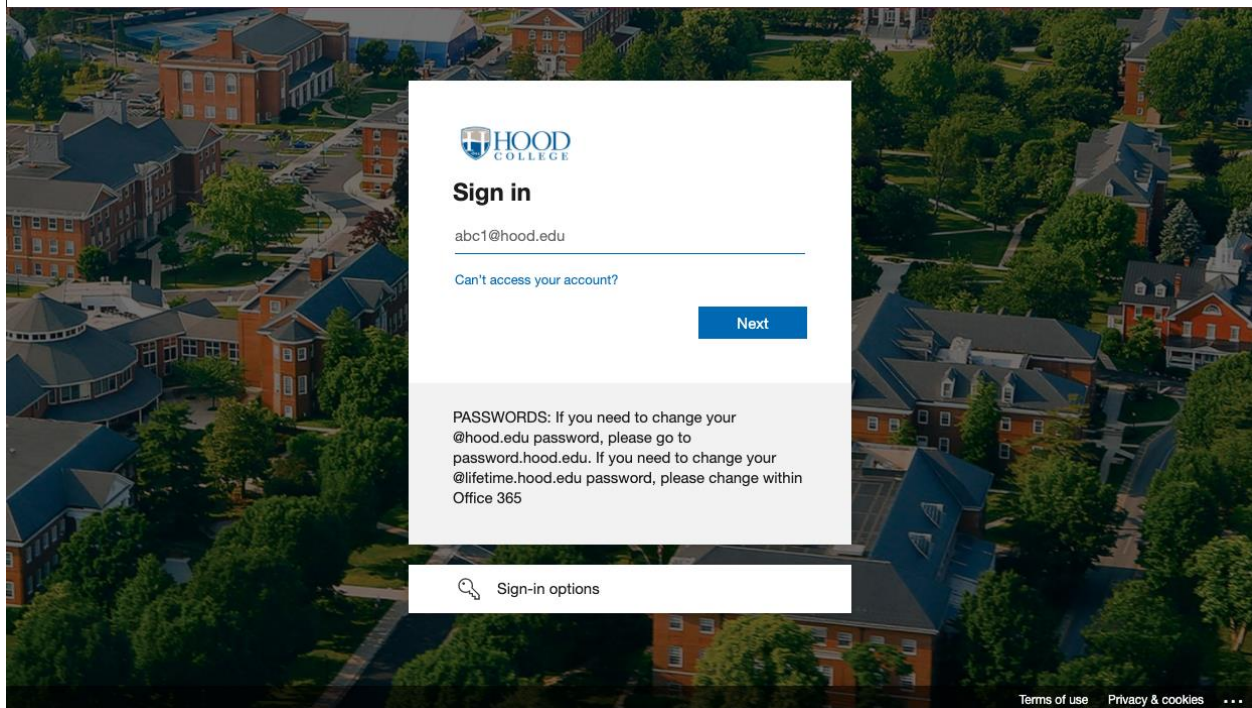 HOOD
COLLEGE
Sign in
abc1@hood.edu
Can't access your account?
Next
PASSWORDS: If you need to change your
@hood.edu password, please go to
password.hood.edu. If you need to change your
@lifetime.hood.edu password, please change within
Office 365
Sign-in options
Terms of use Privacy & cookies ...